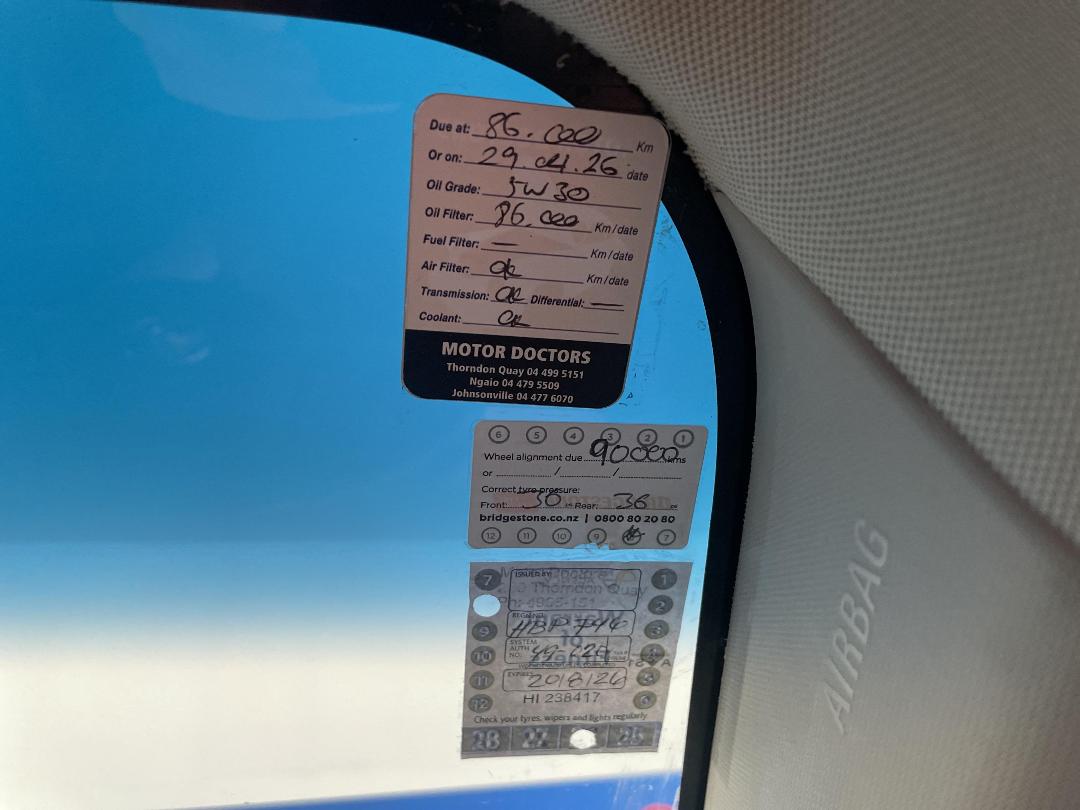 Due at: 86.000 Km
Or on: 29.04.26 date
Oil Grade: 5W30
Oil Filter: 86.000 Km/date
Fuel Filter: — Km/date
Air Filter: ok Km/date
Transmission: OK Differential: —
Coolant: OK
MOTOR DOCTORS
Thorndon Quay 04 499 5151
Ngaio 04 479 5509
Johnsonville 04 477 6070
6 5 4 3 2 1
Wheel alignment due 90000 kms
or / /
Correct tyre pressure:
Front: 30 Rear: 36
bridgestone.co.nz | 0800 80 20 80
12 11 10 9 7
7 ISSUED BY 1
Thorndon Quay
2
REGN NO.
9 3
SYSTEM
AUTH
NO:
10
11 EXPIRES 20/8/26
12 HI 238417 6
Check your tyres, wipers and lights regularly
28 27 25
AIRBAG